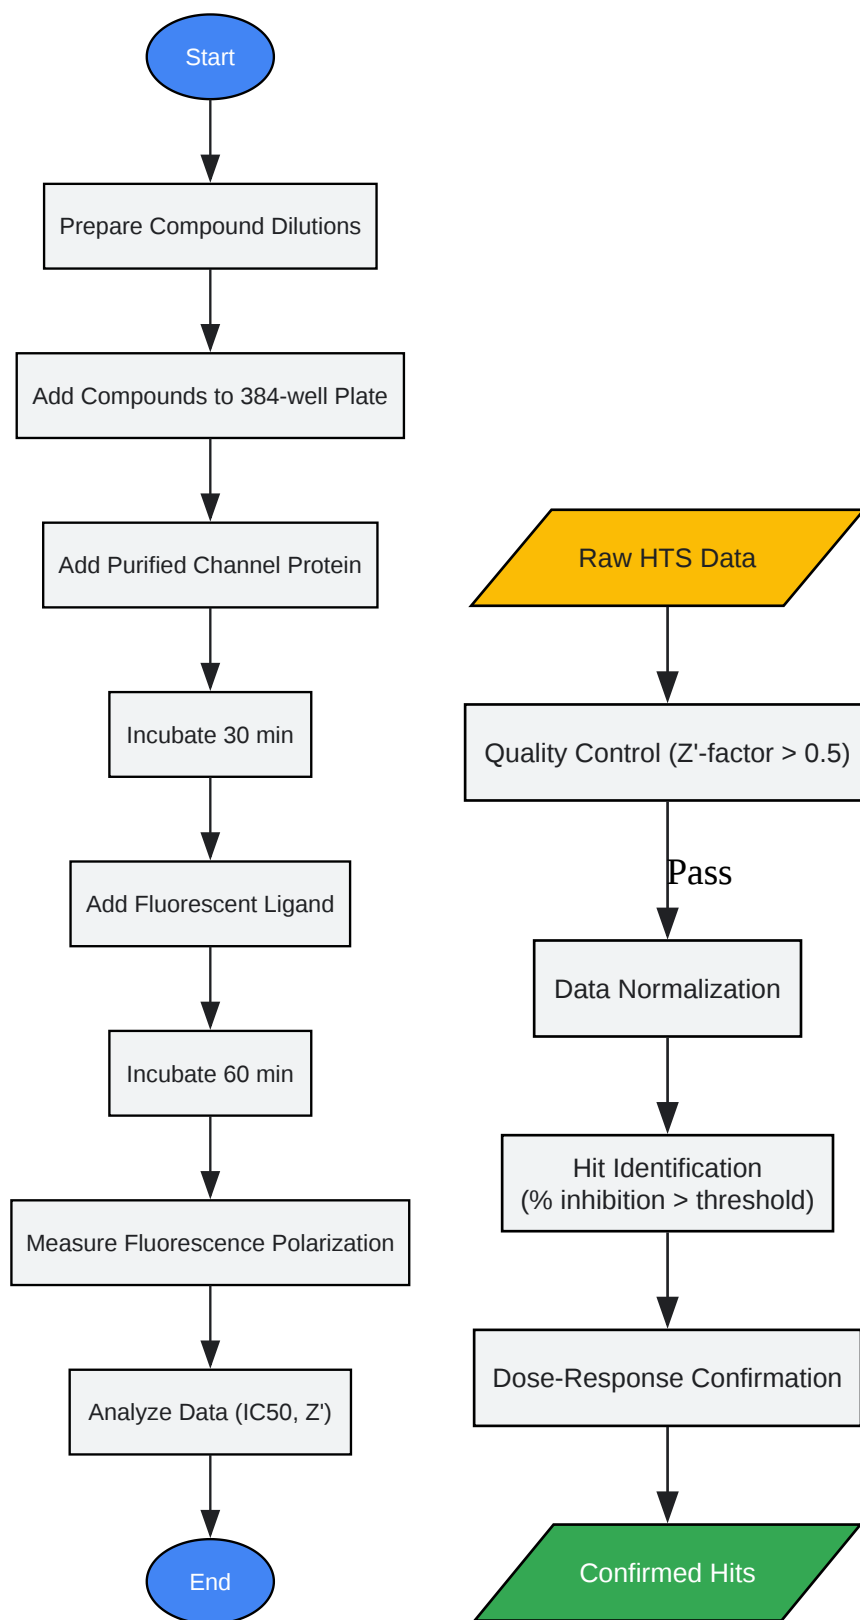 Start
Prepare Compound Dilutions
Add Compounds to 384-well Plate
Add Purified Channel Protein
Incubate 30 min
Add Fluorescent Ligand
Incubate 60 min
Measure Fluorescence Polarization
Analyze Data (IC50, Z')
End
Raw HTS Data
Quality Control (Z'-factor > 0.5)
Pass
Data Normalization
Hit Identification
(% inhibition > threshold)
Dose-Response Confirmation
Confirmed Hits